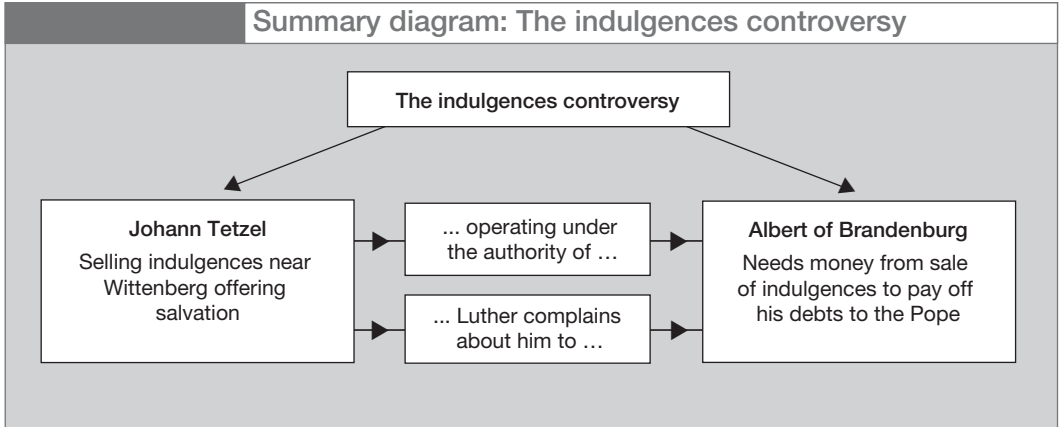 Summary diagram: The indulgences controversy
The indulgences controversy
Johann Tetzel
Selling indulgences near
Wittenberg offering
salvation
... operating under
the authority of ...
... Luther complains
about him to ...
Albert of Brandenburg
Needs money from sale
of indulgences to pay off
his debts to the Pope